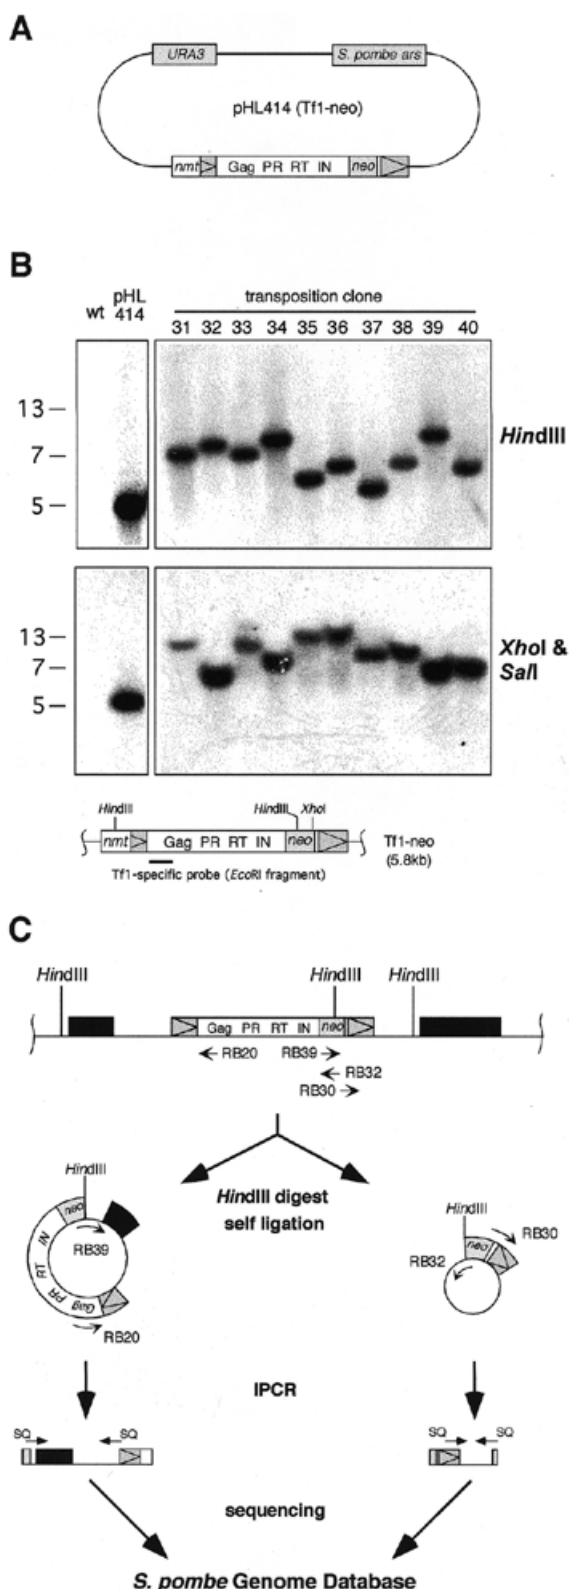 A
URA3 S. pombe ars
pHL414 (Tf1-neo)
nmt Gag PR RT IN neo
B
transposition clone
wt pHL 414 31 32 33 34 35 36 37 38 39 40
13
7
5
HindIII
13
7
5
XhoI &
SalI
HindIII HindIII XhoI
nmt Gag PR RT IN neo
Tf1-neo
(5.8kb)
Tf1-specific probe (EcoRI fragment)
C
HindIII HindIII HindIII
Gag PR RT IN neo
RB20 RB39
RB32
RB30
HindIII
neo
IN
RT
PR
Gag
RB39
RB20
HindIII digest
self ligation
HindIII
neo
RB30
RB32
IPCR
SQ SQ
SQ SQ
sequencing
S. pombe Genome Database